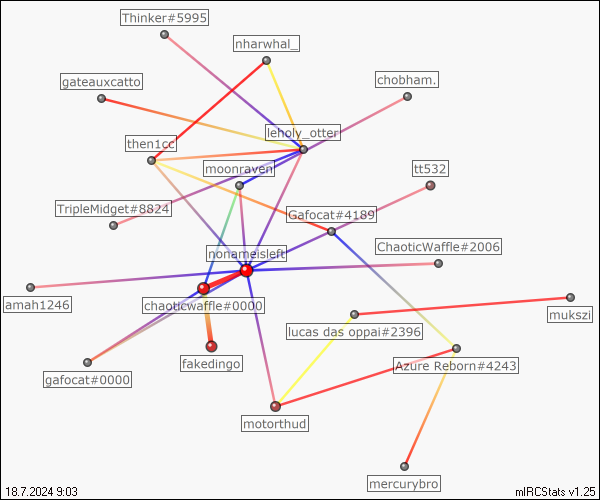 Thinker#5995
nharwhal_
gateauxcatto
chobham.
leholy_otter
then1cc
moonraven
tt532
TripleMidget#8824
Gafocat#4189
nonameisleft
ChaoticWaffle#2006
amah1246
chaoticwaffle#0000
mukszi
lucas das oppai#2396
fakedingo
Azure Reborn#4243
gafocat#0000
motorthud
mercurybro
18.7.2024 9:03
mIRCStats v1.25